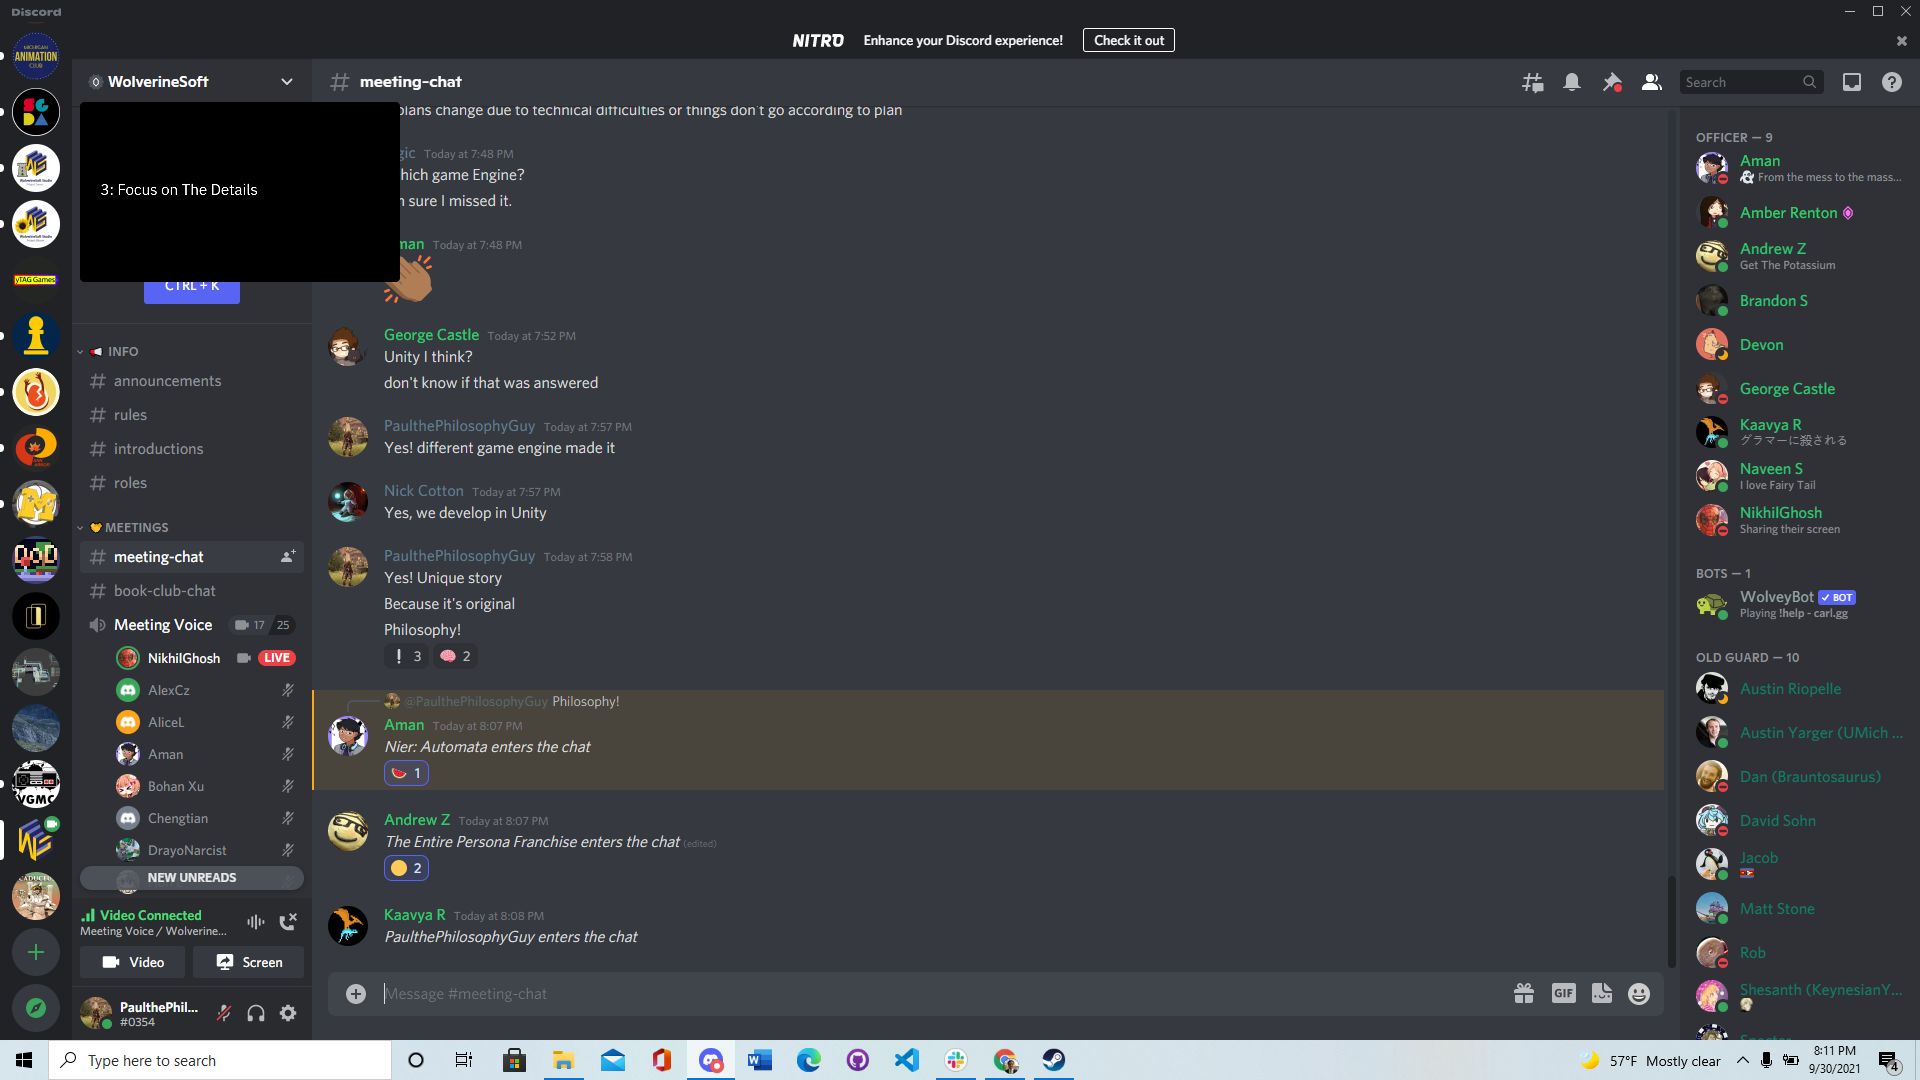 Discord
NITRO Enhance your Discord experience! Check it out
MICHIGAN
ANIMATION
CLUB
SG
DA
yTAG Games
VGMC
WolverineSoft
3: Focus on The Details
CTRL + K
INFO
announcements
rules
introductions
roles
MEETINGS
meeting-chat
book-club-chat
Meeting Voice 17 25
NikhilGhosh LIVE
AlexCz
AliceL
Aman
Bohan Xu
Chengtian
DrayoNarcist
NEW UNREADS
Video Connected
Meeting Voice / Wolverine...
Video Screen
PaulthePhil...
#0354
meeting-chat
Search
plans change due to technical difficulties or things don't go according to plan
gic Today at 7:48 PM
hich game Engine?
sure I missed it.
man Today at 7:48 PM
George Castle Today at 7:52 PM
Unity I think?
don't know if that was answered
PaulthePhilosophyGuy Today at 7:57 PM
Yes! different game engine made it
Nick Cotton Today at 7:57 PM
Yes, we develop in Unity
PaulthePhilosophyGuy Today at 7:58 PM
Yes! Unique story
Because it's original
Philosophy!
3 2
@PaulthePhilosophyGuy Philosophy!
Aman Today at 8:07 PM
Nier: Automata enters the chat
1
Andrew Z Today at 8:07 PM
The Entire Persona Franchise enters the chat (edited)
2
Kaavya R Today at 8:08 PM
PaulthePhilosophyGuy enters the chat
Message #meeting-chat
GIF
OFFICER — 9
Aman
From the mess to the mass...
Amber Renton
Andrew Z
Get The Potassium
Brandon S
Devon
George Castle
Kaavya R
グラマーに殺される
Naveen S
I love Fairy Tail
NikhilGhosh
Sharing their screen
BOTS — 1
WolveyBot BOT
Playing !help - carl.gg
OLD GUARD — 10
Austin Riopelle
Austin Yarger (UMich ...
Dan (Brauntosaurus)
David Sohn
Jacob
Matt Stone
Rob
Shesanth (KeynesianY...
Type here to search
57°F Mostly clear
8:11 PM
9/30/2021
4